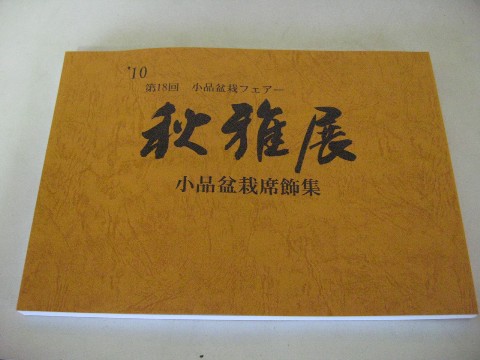 '10
第18回 小品盆栽フェアー
秋雅展
小品盆栽席飾集